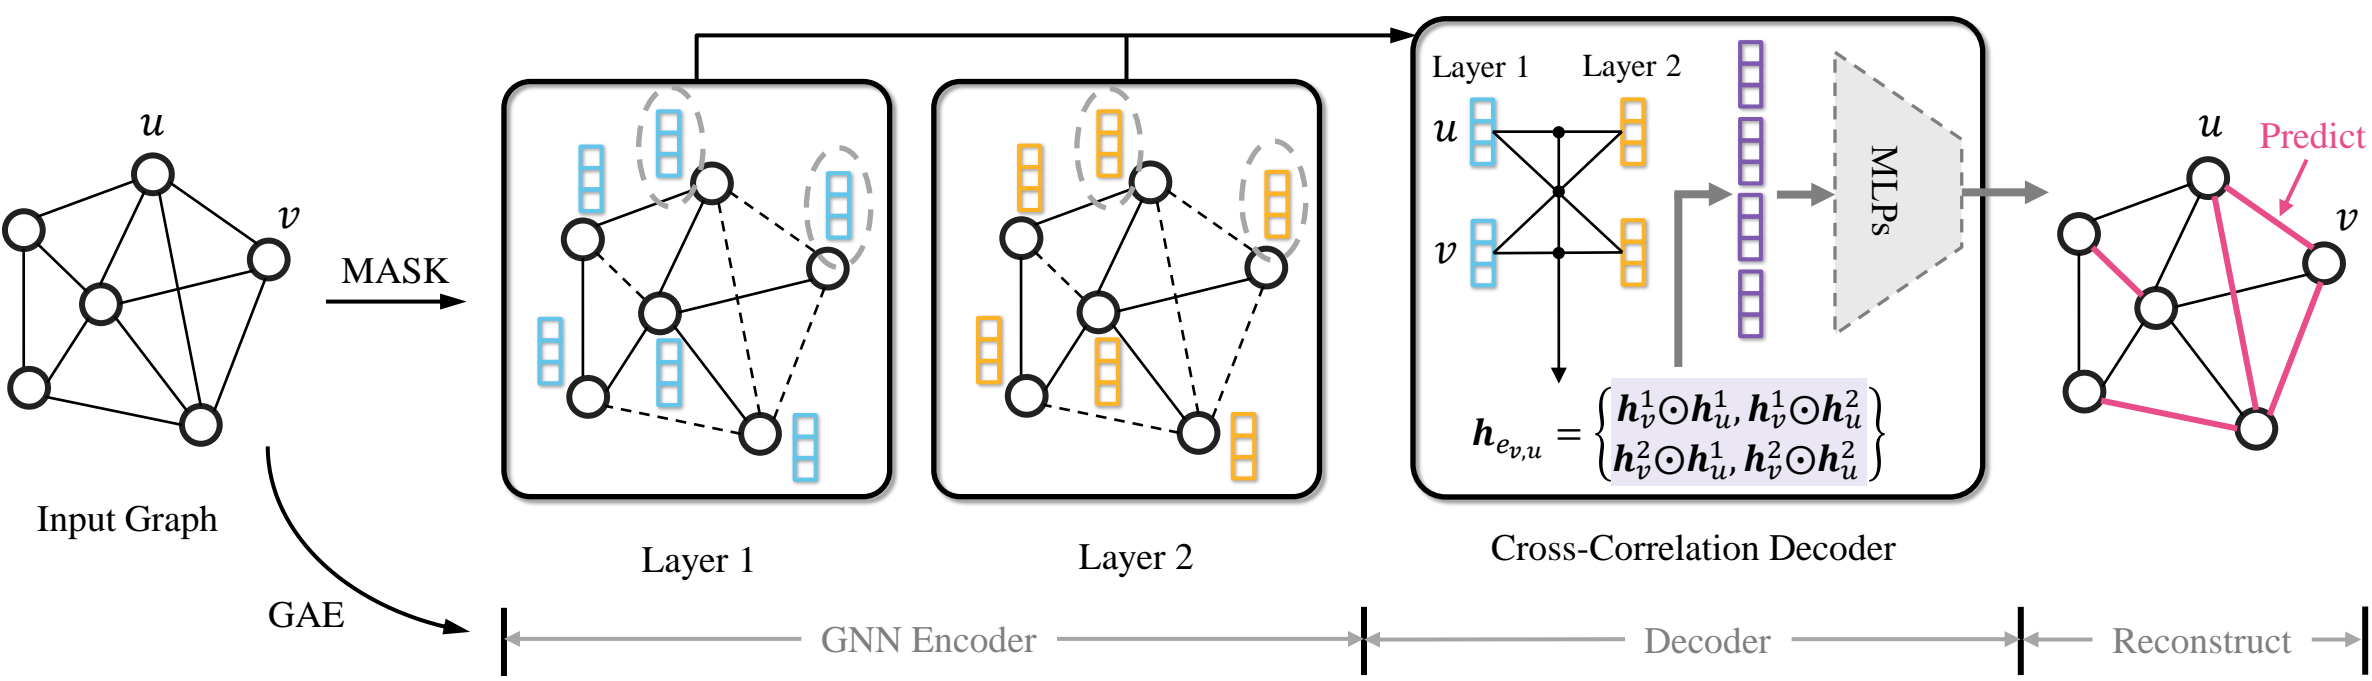 u
v
Input Graph
MASK
GAE
Layer 1
Layer 2
GNN Encoder
Layer 1 Layer 2
u
v
MLPs
h_{e_{v,u}} = { h_v^1⊙h_u^1, h_v^1⊙h_u^2
h_v^2⊙h_u^1, h_v^2⊙h_u^2 }
Cross-Correlation Decoder
Decoder
u
Predict
v
Reconstruct